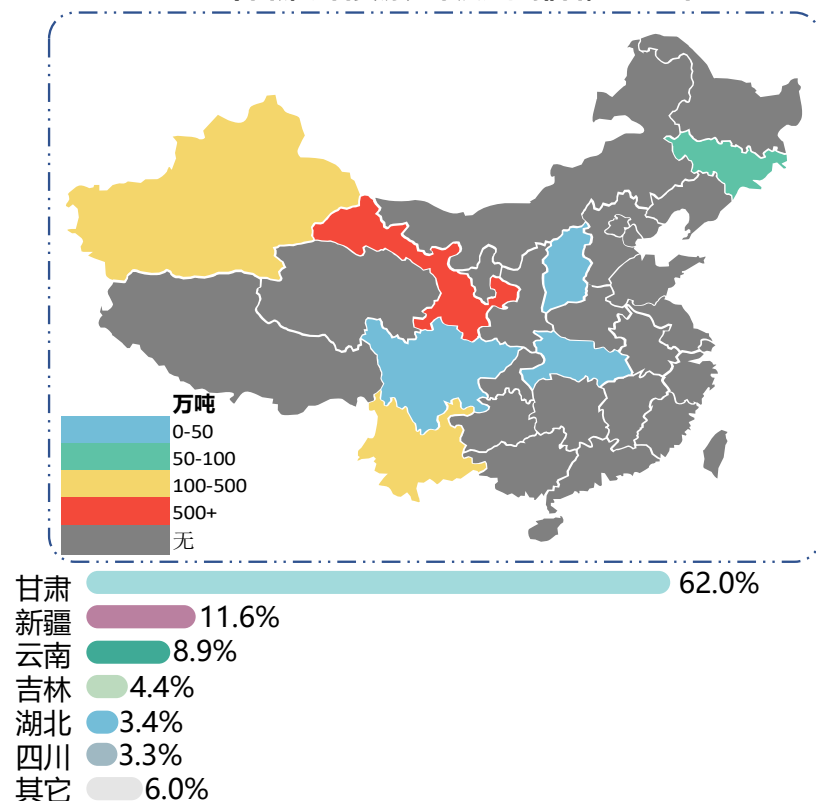 万吨
0-50
50-100
100-500
500+
无
甘肃 62.0%
新疆 11.6%
云南 8.9%
吉林 4.4%
湖北 3.4%
四川 3.3%
其它 6.0%